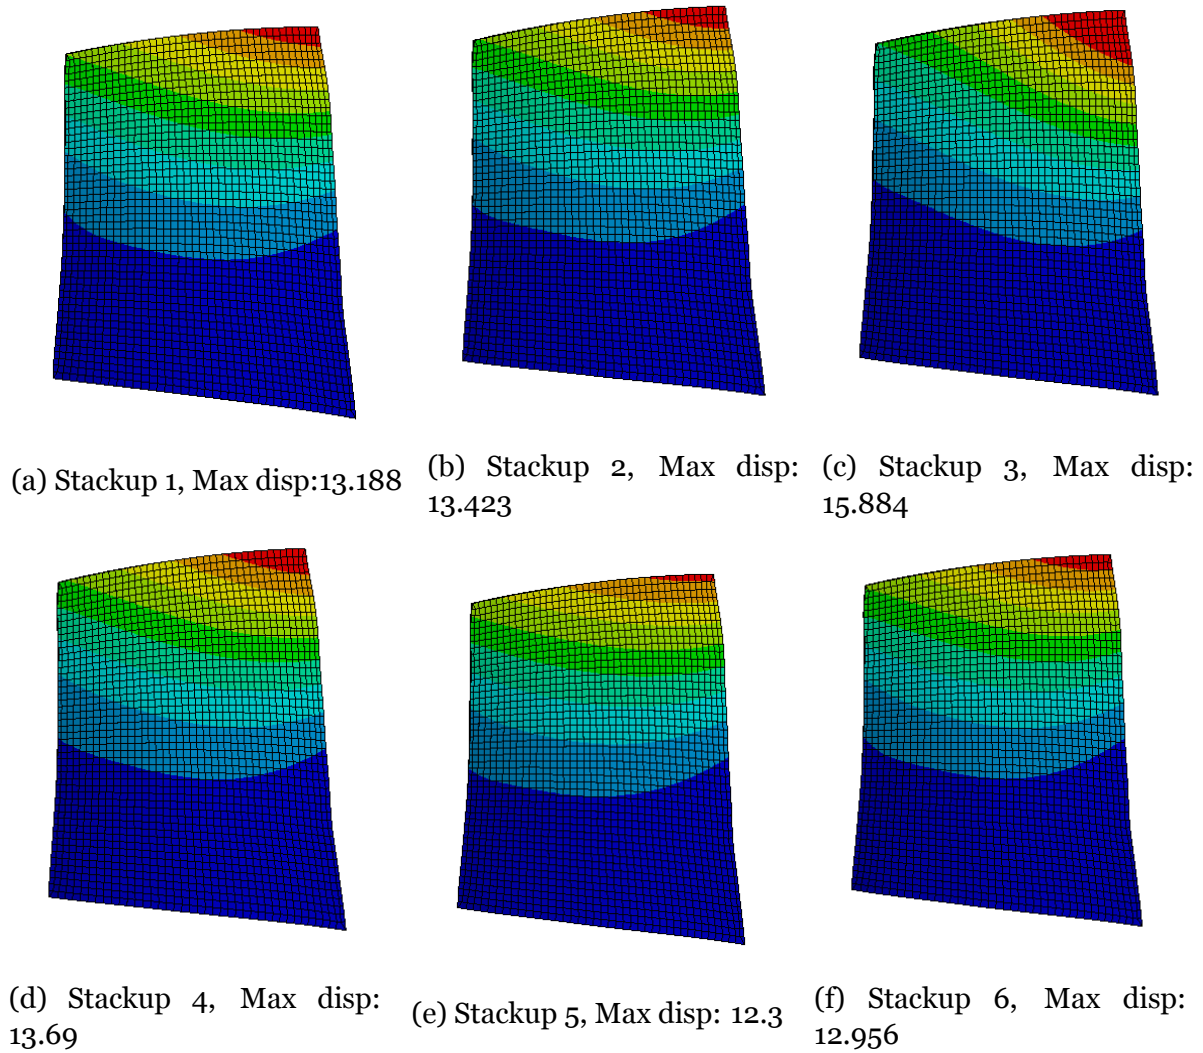 (a) Stackup 1, Max disp:13.188
(b) Stackup 2, Max disp:
13.423
(c) Stackup 3, Max disp:
15.884
(d) Stackup 4, Max disp:
13.69
(e) Stackup 5, Max disp: 12.3
(f) Stackup 6, Max disp:
12.956